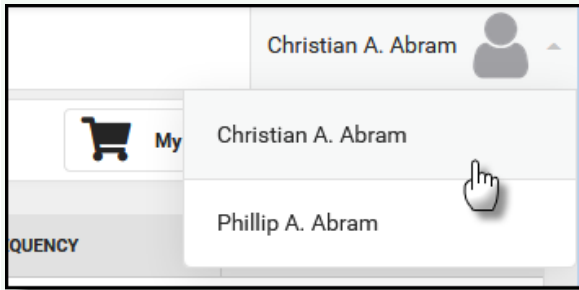 Christian A. Abram
My
Christian A. Abram
Phillip A. Abram
QUENCY